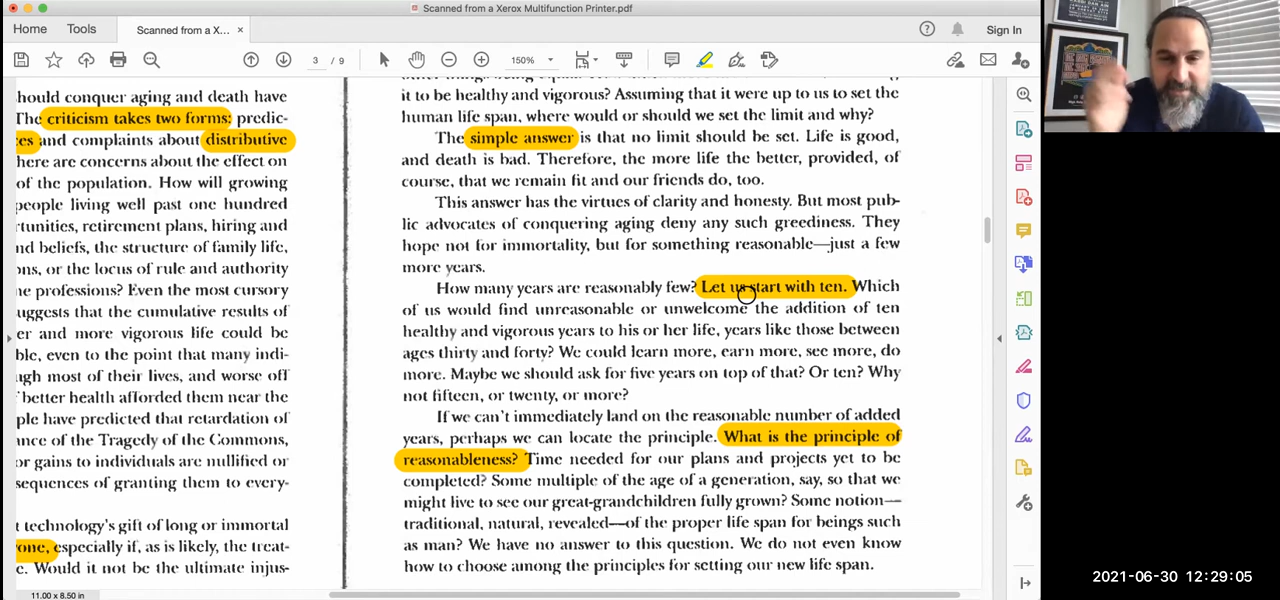 Scanned from a Xerox Multifunction Printer.pdf
Home
Tools
Scanned from a X...
×
Sign In
3 / 9
150%
hould conquer aging and death have
The criticism takes two forms: predic-
es and complaints about distributive
here are concerns about the effect on
of the population. How will growing
people living well past one hundred
rtunities, retirement plans, hiring and
nd beliefs, the structure of family life,
ons, or the locus of rule and authority
he professions? Even the most cursory
uggests that the cumulative results of
er and more vigorous life could be
ble, even to the point that many indi-
ugh most of their lives, and worse off
better health afforded them near the
ple have predicted that retardation of
ance of the Tragedy of the Commons,
or gains to individuals are nullified or
sequences of granting them to every-
t technology's gift of long or immortal
one, especially if, as is likely, the treat-
e. Would it not be the ultimate injus-
it to be healthy and vigorous? Assuming that it were up to us to set the
human life span, where would or should we set the limit and why?
The simple answer is that no limit should be set. Life is good,
and death is bad. Therefore, the more life the better, provided, of
course, that we remain fit and our friends do, too.
This answer has the virtues of clarity and honesty. But most pub-
lic advocates of conquering aging deny any such greediness. They
hope not for immortality, but for something reasonable—just a few
more years.
How many years are reasonably few? Let us start with ten. Which
of us would find unreasonable or unwelcome the addition of ten
healthy and vigorous years to his or her life, years like those between
ages thirty and forty? We could learn more, earn more, see more, do
more. Maybe we should ask for five years on top of that? Or ten? Why
not fifteen, or twenty, or more?
If we can't immediately land on the reasonable number of added
years, perhaps we can locate the principle. What is the principle of
reasonableness? Time needed for our plans and projects yet to be
completed? Some multiple of the age of a generation, say, so that we
might live to see our great-grandchildren fully grown? Some notion—
traditional, natural, revealed—of the proper life span for beings such
as man? We have no answer to this question. We do not even know
how to choose among the principles for setting our new life span.
11.00 x 8.50 in
2021-06-30 12:29:05